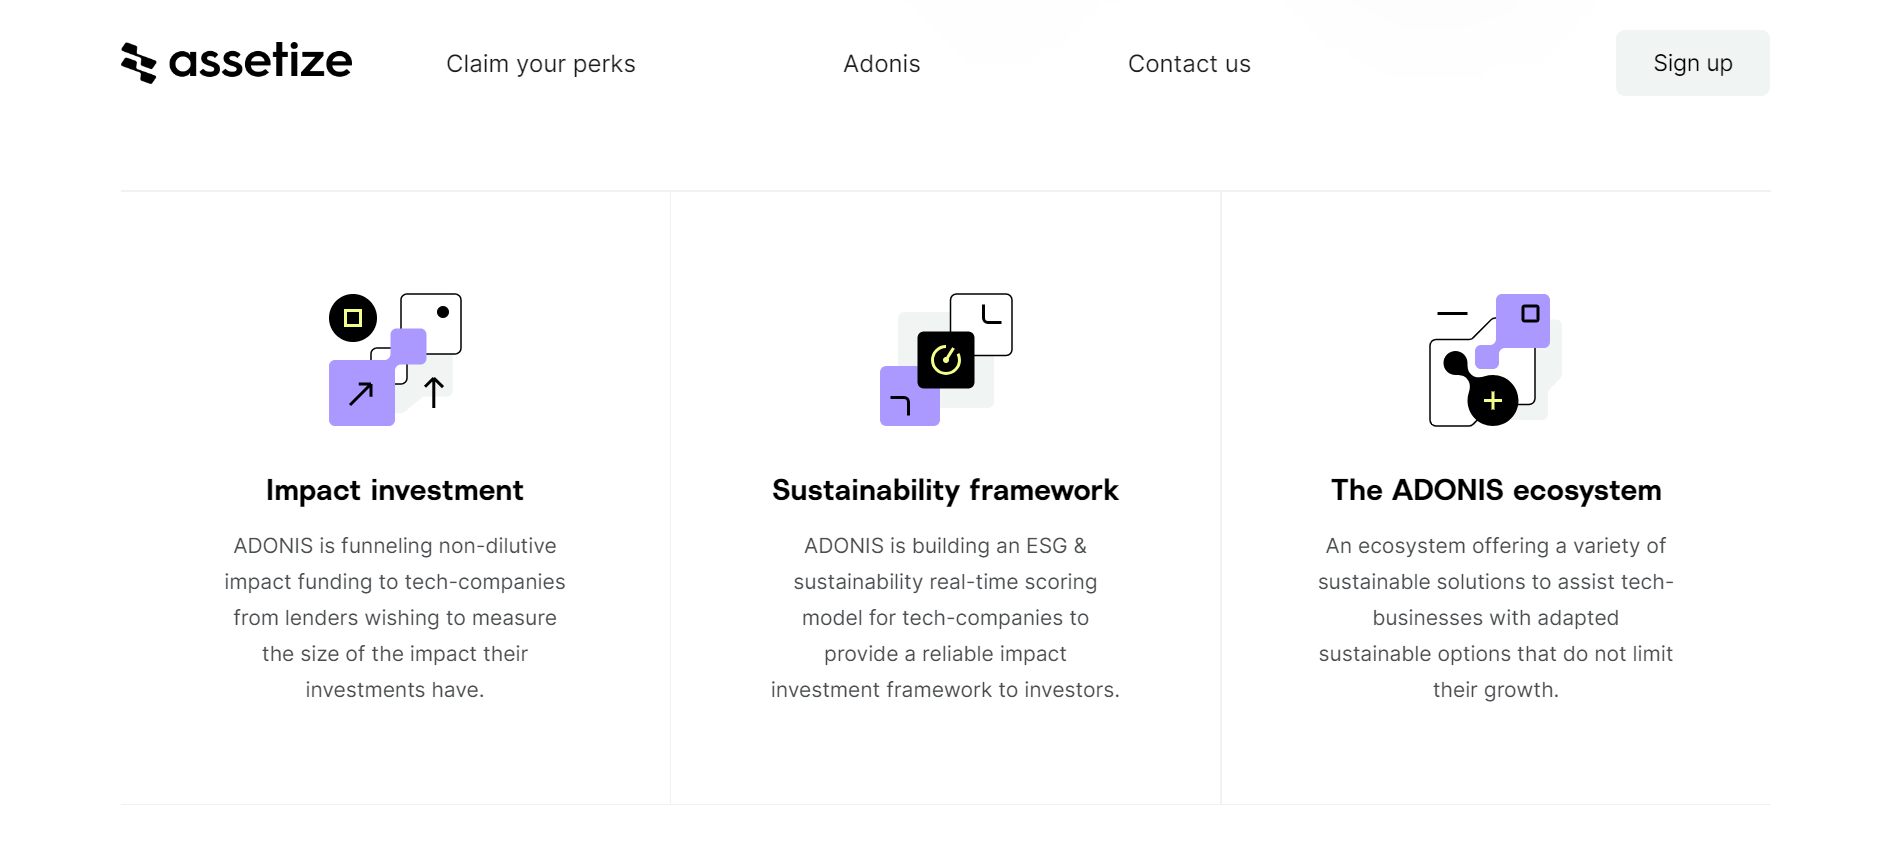 assetize
Claim your perks
Adonis
Contact us
Sign up
Impact investment
ADONIS is funneling non-dilutive
impact funding to tech-companies
from lenders wishing to measure
the size of the impact their
investments have.
Sustainability framework
ADONIS is building an ESG &
sustainability real-time scoring
model for tech-companies to
provide a reliable impact
investment framework to investors.
The ADONIS ecosystem
An ecosystem offering a variety of
sustainable solutions to assist tech-
businesses with adapted
sustainable options that do not limit
their growth.